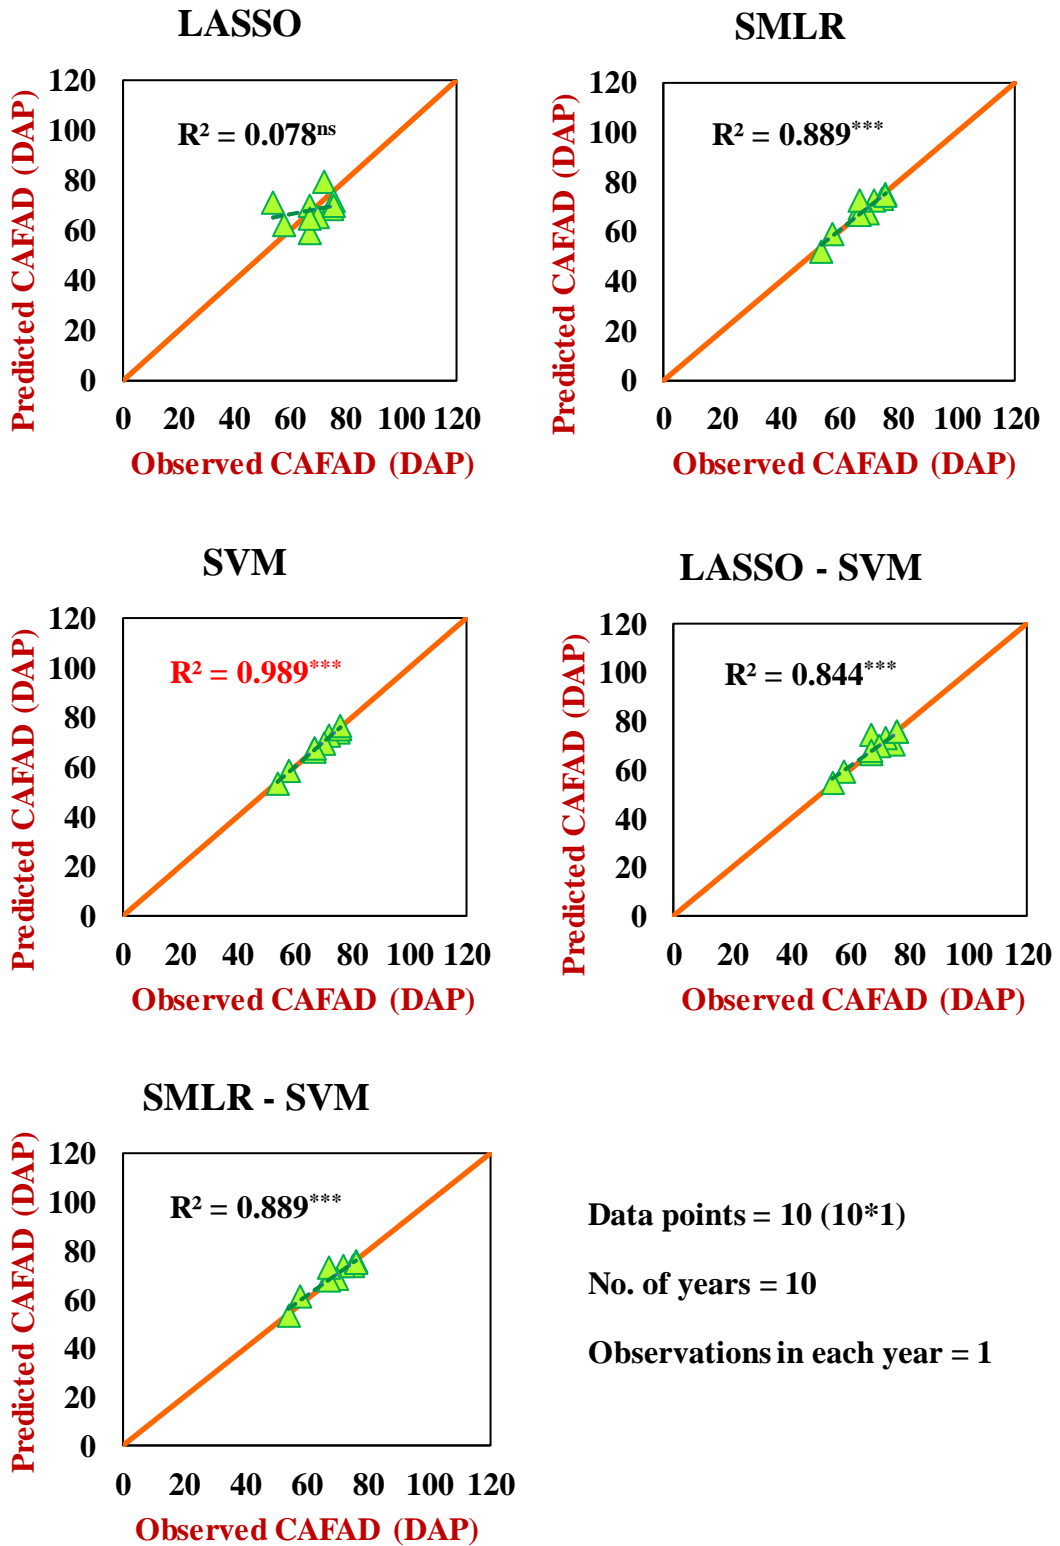 LASSO
Predicted CAFAD (DAP)
120
100
80
60
40
20
0
R² = 0.078ns
0 20 40 60 80 100 120
Observed CAFAD (DAP)
SMLR
Predicted CAFAD (DAP)
120
100
80
60
40
20
0
R² = 0.889***
0 20 40 60 80 100 120
Observed CAFAD (DAP)
SVM
Predicted CAFAD (DAP)
120
100
80
60
40
20
0
R² = 0.989***
0 20 40 60 80 100 120
Observed CAFAD (DAP)
LASSO - SVM
Predicted CAFAD (DAP)
120
100
80
60
40
20
0
R² = 0.844***
0 20 40 60 80 100 120
Observed CAFAD (DAP)
SMLR - SVM
Predicted CAFAD (DAP)
120
100
80
60
40
20
0
R² = 0.889***
0 20 40 60 80 100 120
Observed CAFAD (DAP)
Data points = 10 (10*1)
No. of years = 10
Observations in each year = 1